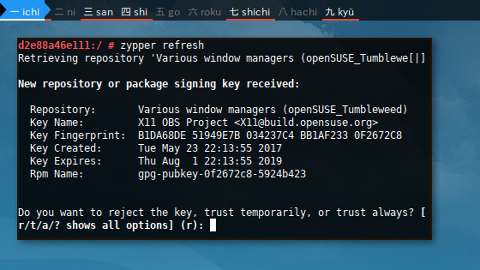 一 ichi 二 ni 三 san 四 shi 五 go 六 roku 七 shichi 八 hachi 九 kyū
d2e88a46e111:/ # zypper refresh
Retrieving repository 'Various window managers (openSUSE_Tumblewe[|]
New repository or package signing key received:
Repository: Various window managers (openSUSE_Tumbleweed)
Key Name: X11 OBS Project <X11@build.opensuse.org>
Key Fingerprint: B1DA68DE 51949E7B 034237C4 BB1AF233 0F2672C8
Key Created: Tue May 23 22:13:55 2017
Key Expires: Thu Aug  1 22:13:55 2019
Rpm Name: gpg-pubkey-0f2672c8-5924b423
Do you want to reject the key, trust temporarily, or trust always? [
r/t/a/? shows all options] (r):